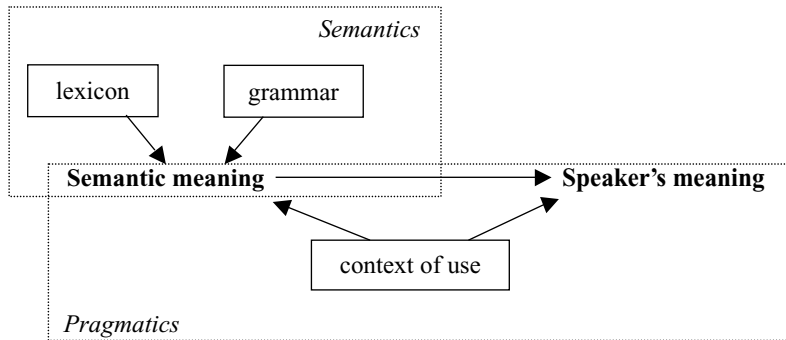 Semantics
lexicon
grammar
Semantic meaning
Speaker’s meaning
context of use
Pragmatics